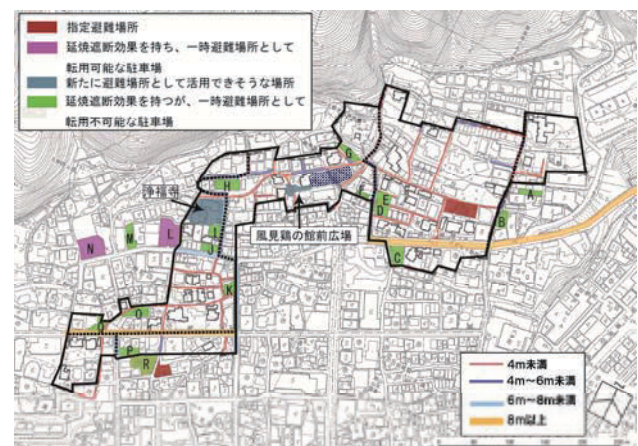 指定避難場所
延焼遮断効果を持ち、一時避難場所として
転用可能な駐車場
新たに避難場所として活用できそうな場所
延焼遮断効果を持つが、一時避難場所として
転用不可能な駐車場
G
H
浄福寺
A
F
E
D
B
風見鶏の館前広場
N
M
L
I
J
C
K
O
Q
P
R
4m未満
4m～6m未満
6m～8m未満
8m以上